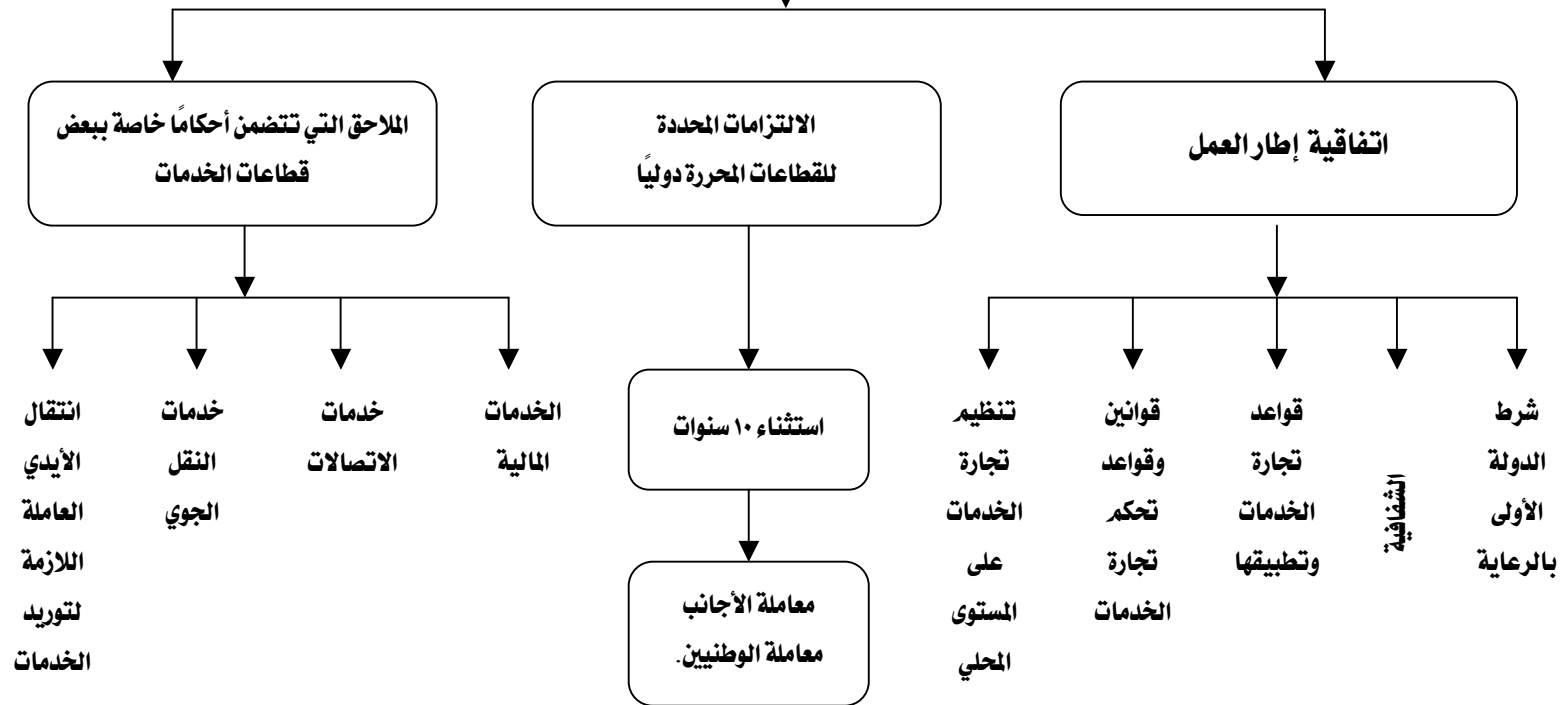 اتفاقية إطار العمل
الالتزامات المحددة
للقطاعات المحررة دوليًا
الملاحق التي تتضمن أحكامًا خاصة ببعض
قطاعات الخدمات
شرط
الدولة
الأولى
بالرعاية
الشفافية
قواعد
تجارة
الخدمات
وتطبيقها
قوانين
وقواعد
تحكم
تجارة
الخدمات
تنظيم
تجارة
الخدمات
على
المستوى
المحلي
استثناء ١٠ سنوات
معاملة الأجانب
معاملة الوطنيين.
الخدمات
المالية
خدمات
الاتصالات
خدمات
النقل
الجوي
انتقال
الأيدي
العاملة
اللازمة
لتوريد
الخدمات